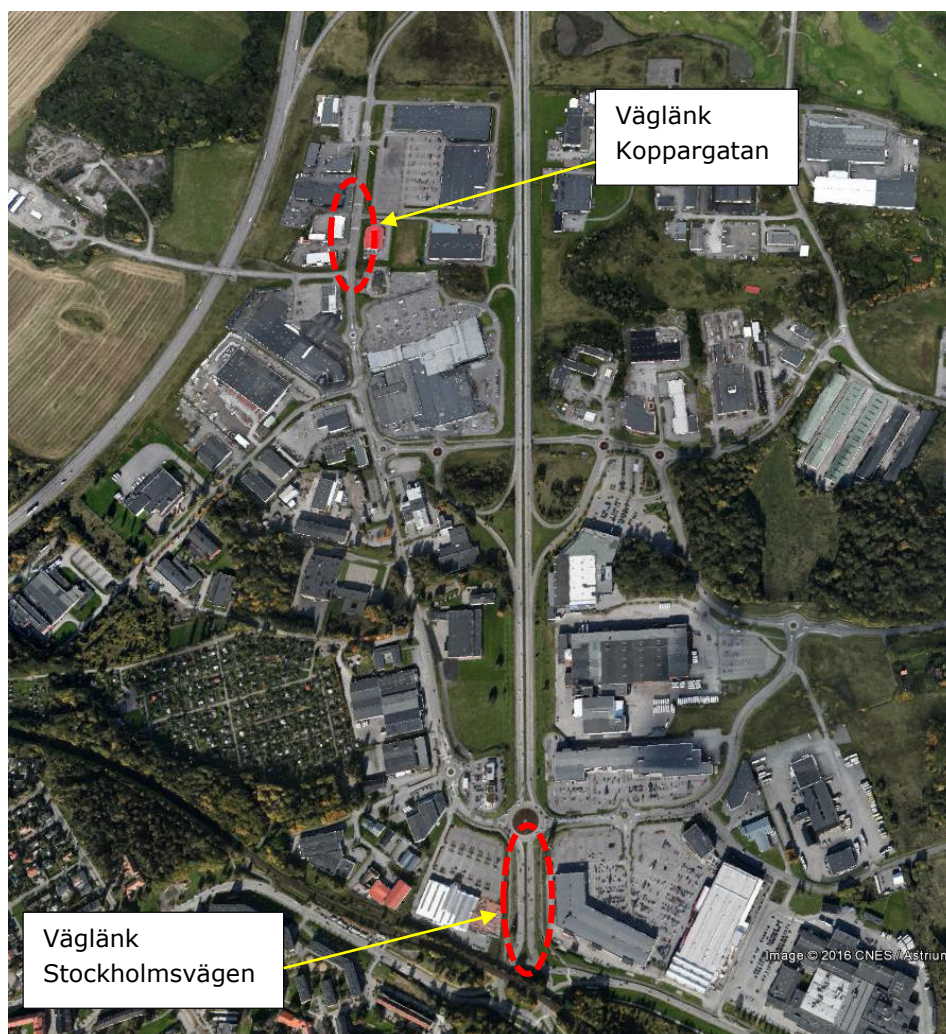 Väglänk
Koppargatan
Väglänk
Stockholmsvägen
Image © 2016 CNES / Astrium